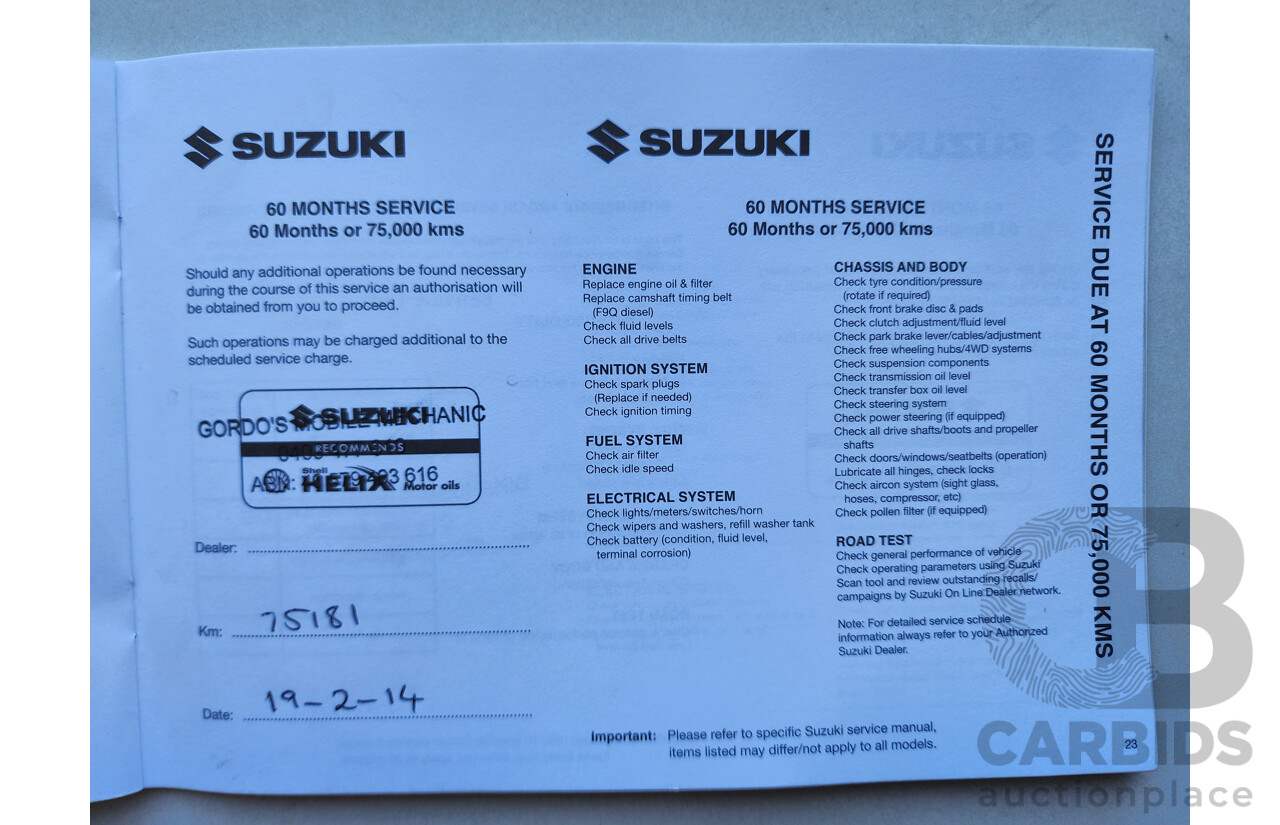 SUZUKI
60 MONTHS SERVICE
60 Months or 75,000 kms
Should any additional operations be found necessary
during the course of this service an authorisation will
be obtained from you to proceed.
Such operations may be charged additional to the
scheduled service charge.
SUZUKI
GORDO'S MOBILE MECHANIC
RECOMMENDS
Shell
HELIX Motor oils
ABN: 493 616
Dealer:
Km: 75181
Date: 19-2-14
SUZUKI
60 MONTHS SERVICE
60 Months or 75,000 kms
ENGINE
Replace engine oil & filter
Replace camshaft timing belt
(F9Q diesel)
Check fluid levels
Check all drive belts
IGNITION SYSTEM
Check spark plugs
(Replace if needed)
Check ignition timing
FUEL SYSTEM
Check air filter
Check idle speed
ELECTRICAL SYSTEM
Check lights/meters/switches/horn
Check wipers and washers, refill washer tank
Check battery (condition, fluid level,
terminal corrosion)
CHASSIS AND BODY
Check tyre condition/pressure
(rotate if required)
Check front brake disc & pads
Check clutch adjustment/fluid level
Check park brake lever/cables/adjustment
Check free wheeling hubs/4WD systems
Check suspension components
Check transmission oil level
Check transfer box oil level
Check steering system
Check power steering (if equipped)
Check all drive shafts/boots and propeller
shafts
Check doors/windows/seatbelts (operation)
Lubricate all hinges, check locks
Check aircon system (sight glass,
hoses, compressor, etc)
Check pollen filter (if equipped)
ROAD TEST
Check general performance of vehicle
Check operating parameters using Suzuki
Scan tool and review outstanding recalls/
campaigns by Suzuki On Line Dealer network.
Note: For detailed service schedule
information always refer to your Authorized
Suzuki Dealer.
Important: Please refer to specific Suzuki service manual,
items listed may differ/not apply to all models.
SERVICE DUE AT 60 MONTHS OR 75,000 KMS
23
CB
CARBIDS
auctionplace